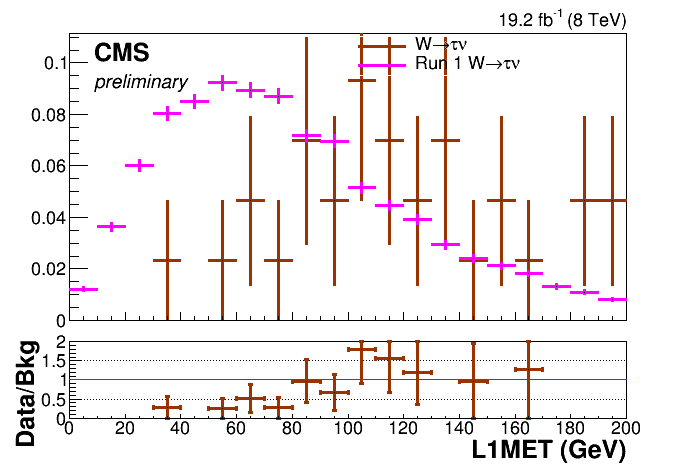 19.2 fb⁻¹ (8 TeV)
CMS
preliminary
W→τν
Run 1 W→τν
0.1
0.08
0.06
0.04
0.02
0
Data/Bkg
2
1.5
1
0.5
0
0 20 40 60 80 100 120 140 160 180 200
L1MET (GeV)